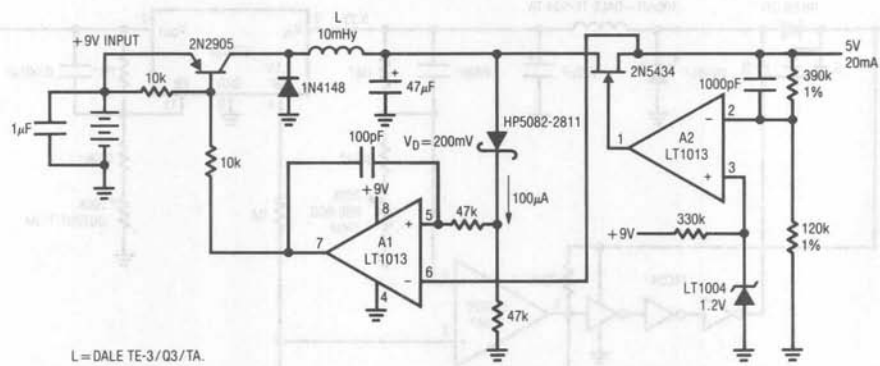 L
10mHy
+9V INPUT
2N2905
10k
1µF
1N4148
+
47µF
10k
100pF
VD=200mV
HP5082-2811
100µA
+9V
8
7
A1
LT1013
5
+
6
−
4
47k
47k
2N5434
1
A2
LT1013
2
−
3
+
1000pF
390k
1%
5V
20mA
120k
1%
330k
+9V
LT1004
1.2V
L=DALE TE-3/Q3/TA.